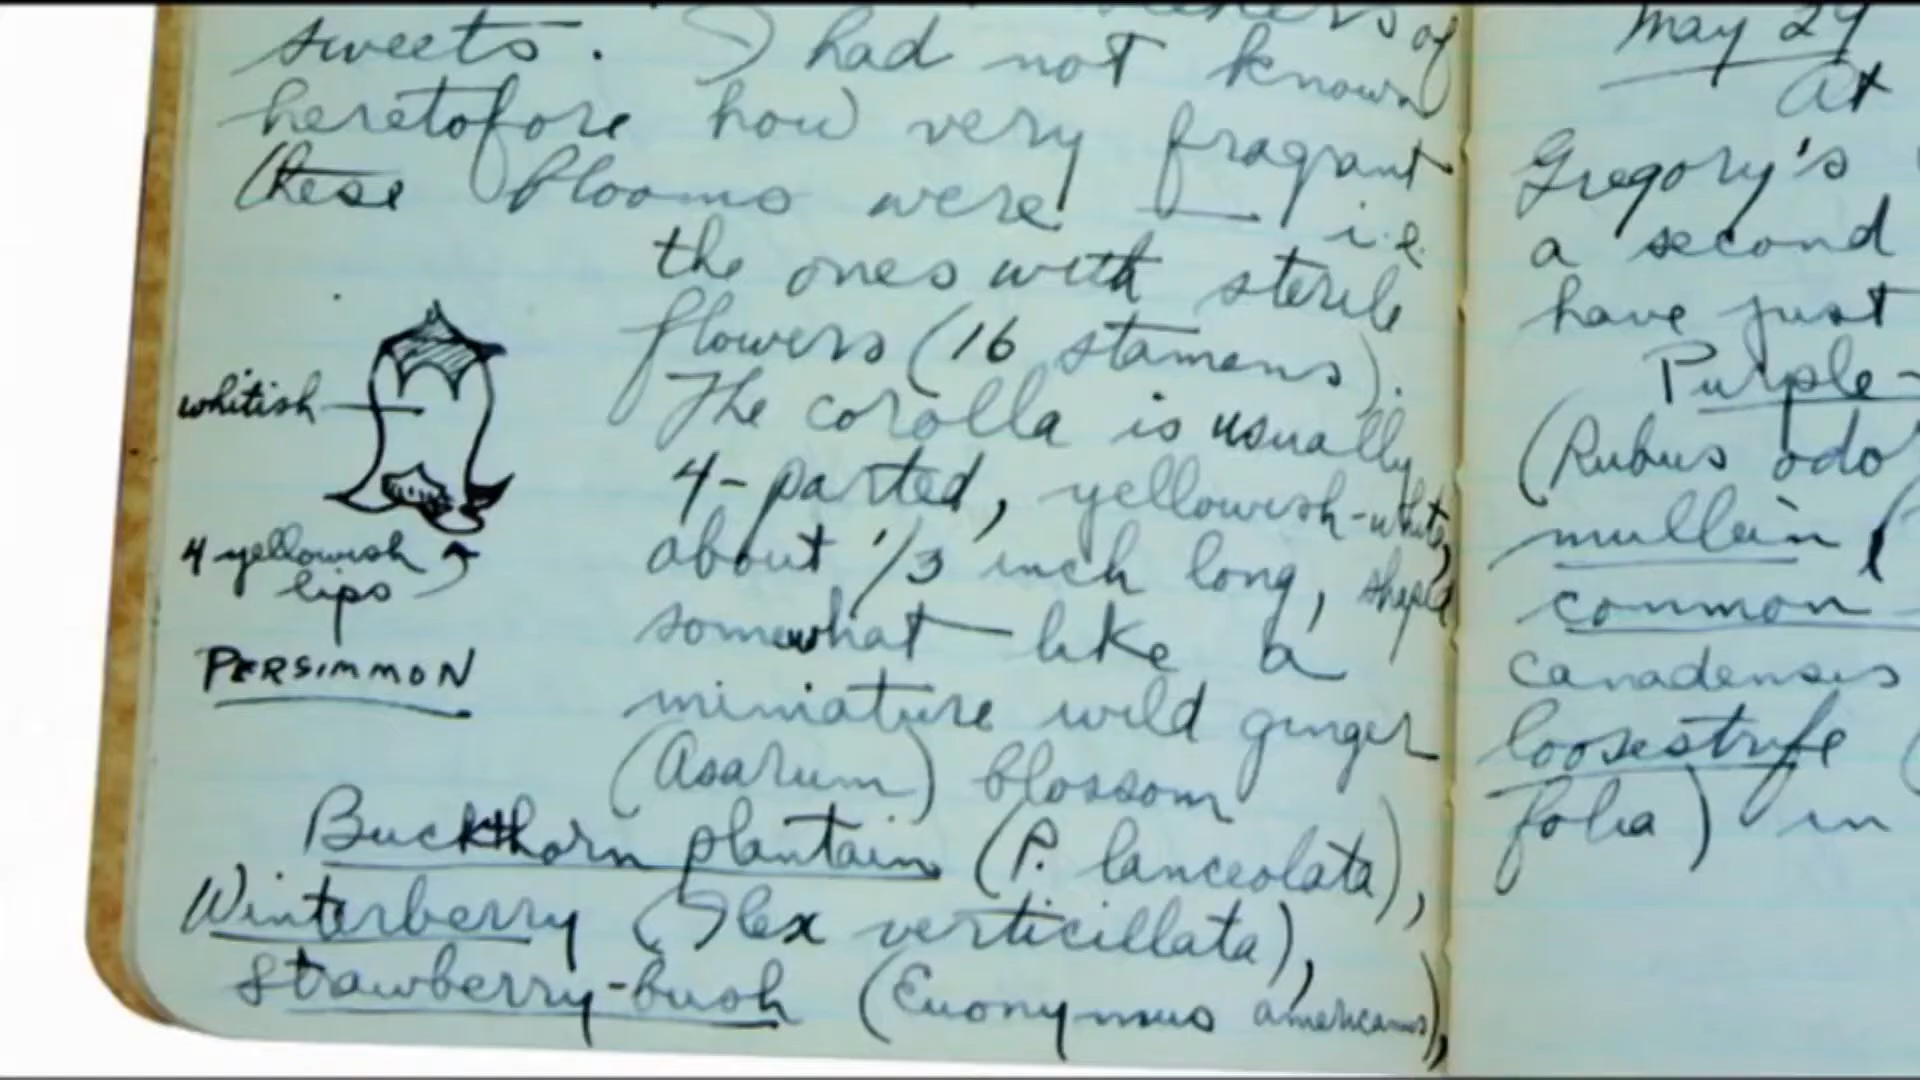 of
sweets. I had not known
heretofore how very fragrant
these blooms were — i.e.
the ones with sterile
flowers (16 stamens).
The corolla is usually
4-parted, yellowish-white,
about 1/3 inch long, shaped
somewhat like a
miniature wild ginger
(Asarum) blossom
whitish
4 yellowish
lips
PERSIMMON
Buckthorn plantain (P. lanceolata),
Winterberry (Ilex verticillata),
Strawberry-bush (Euonymus americanus),
May 29
At
Gregory's
a second
have just
Purple-
(Rubus odo
mullein (
common
canadensis
loosestrife (
folia) in